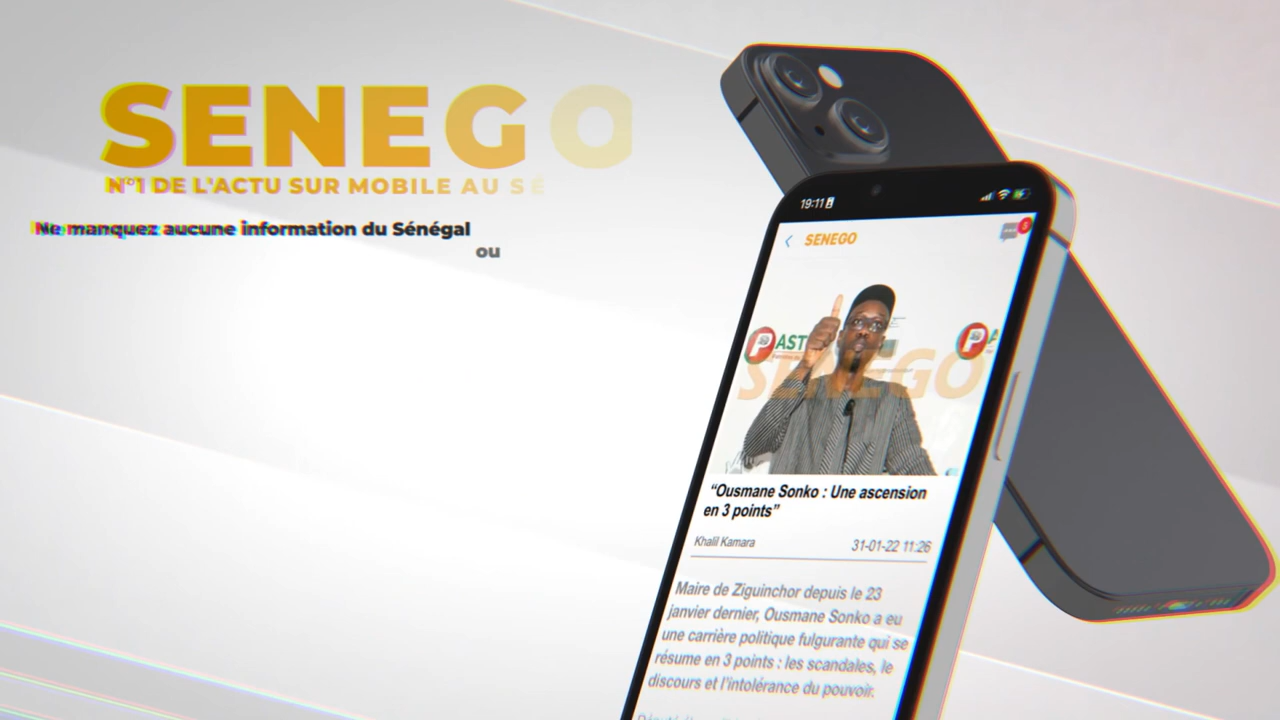 SENEGO
N°1 DE L'ACTU SUR MOBILE AU SÉ
Ne manquez aucune information du Sénégal
ou
19:11
SENEGO
PAST
SENEGO
“Ousmane Sonko : Une ascension
en 3 points”
Khalil Kamara
31-01-22 11:26
Maire de Ziguinchor depuis le 23
janvier dernier, Ousmane Sonko a eu
une carrière politique fulgurante qui se
résume en 3 points : les scandales, le
discours et l'intolérance du pouvoir.